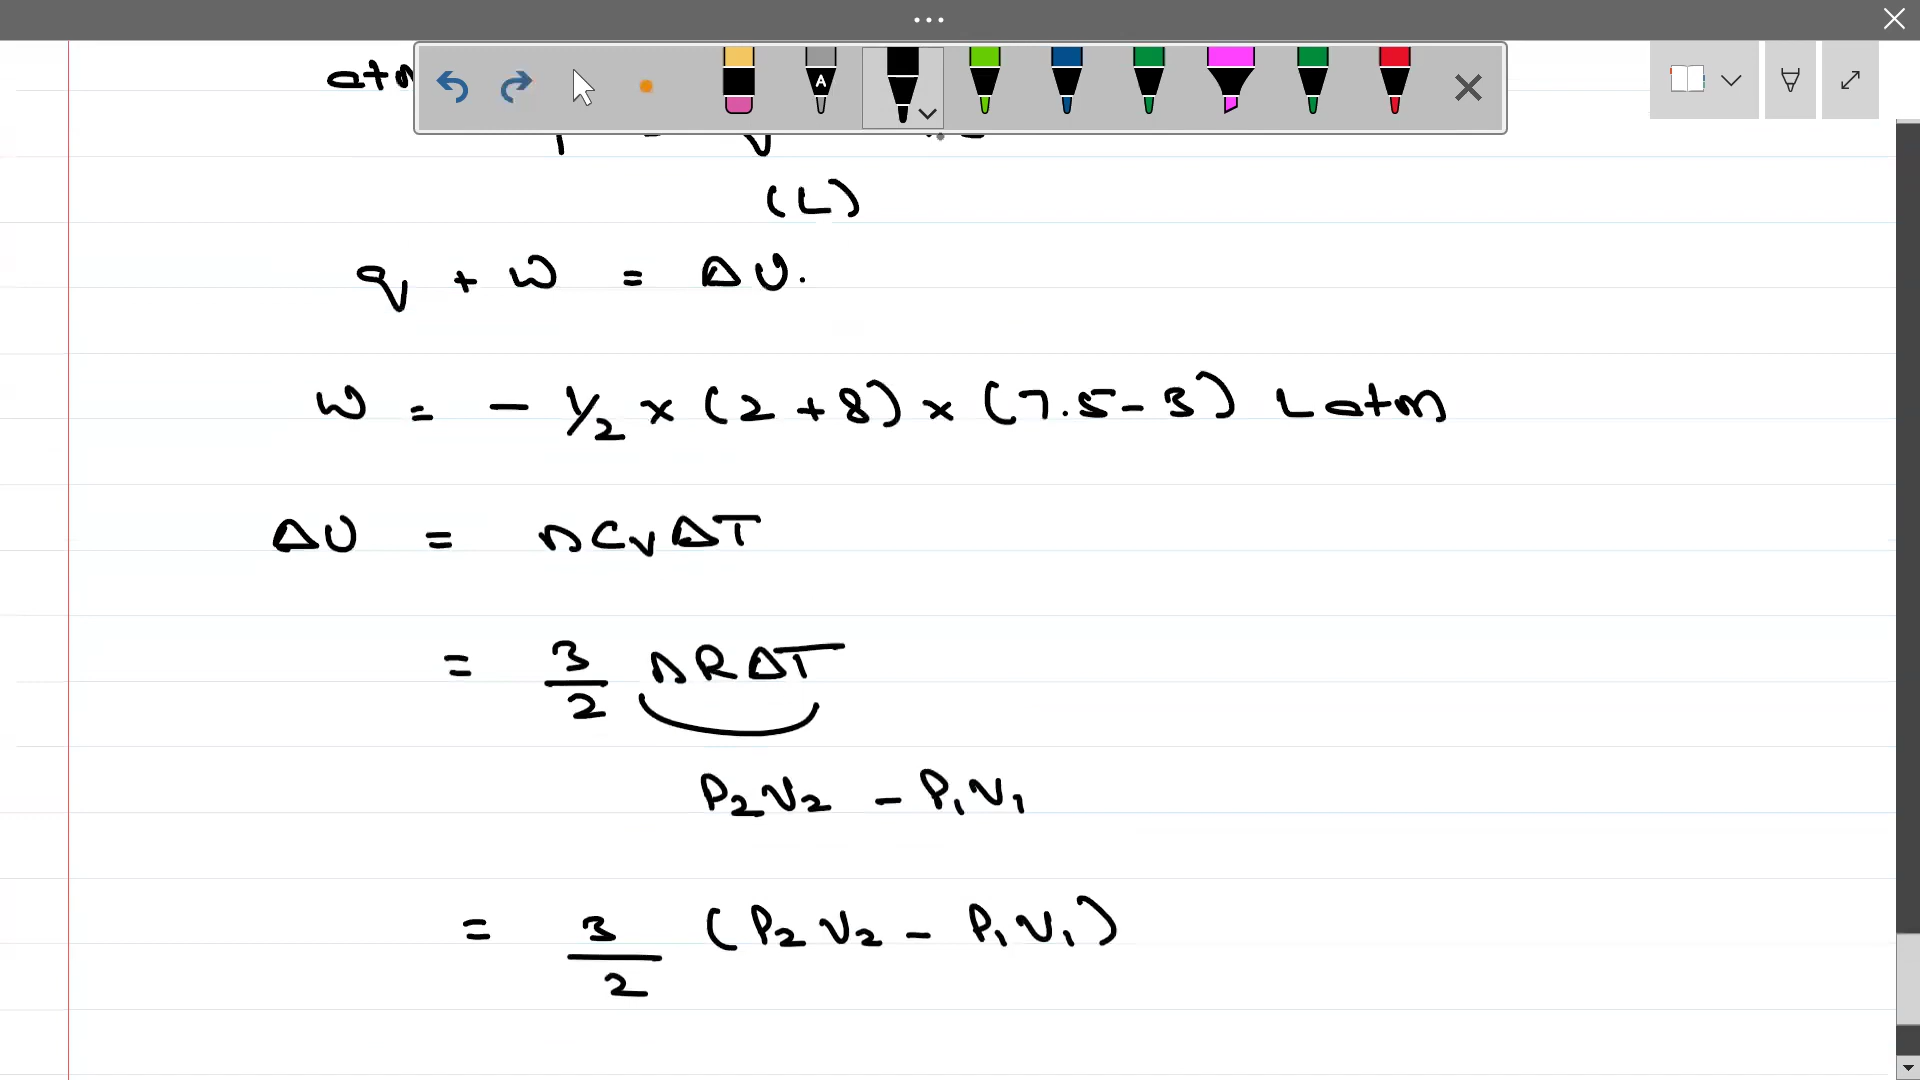 (L)
q + w = ΔU.
w = - 1/2 × (2 + 8) × (7.5 - 3) L atm
ΔU = nCvΔT
= 3/2 nRΔT
P2V2 - P1V1
= 3/2 (P2V2 - P1V1)